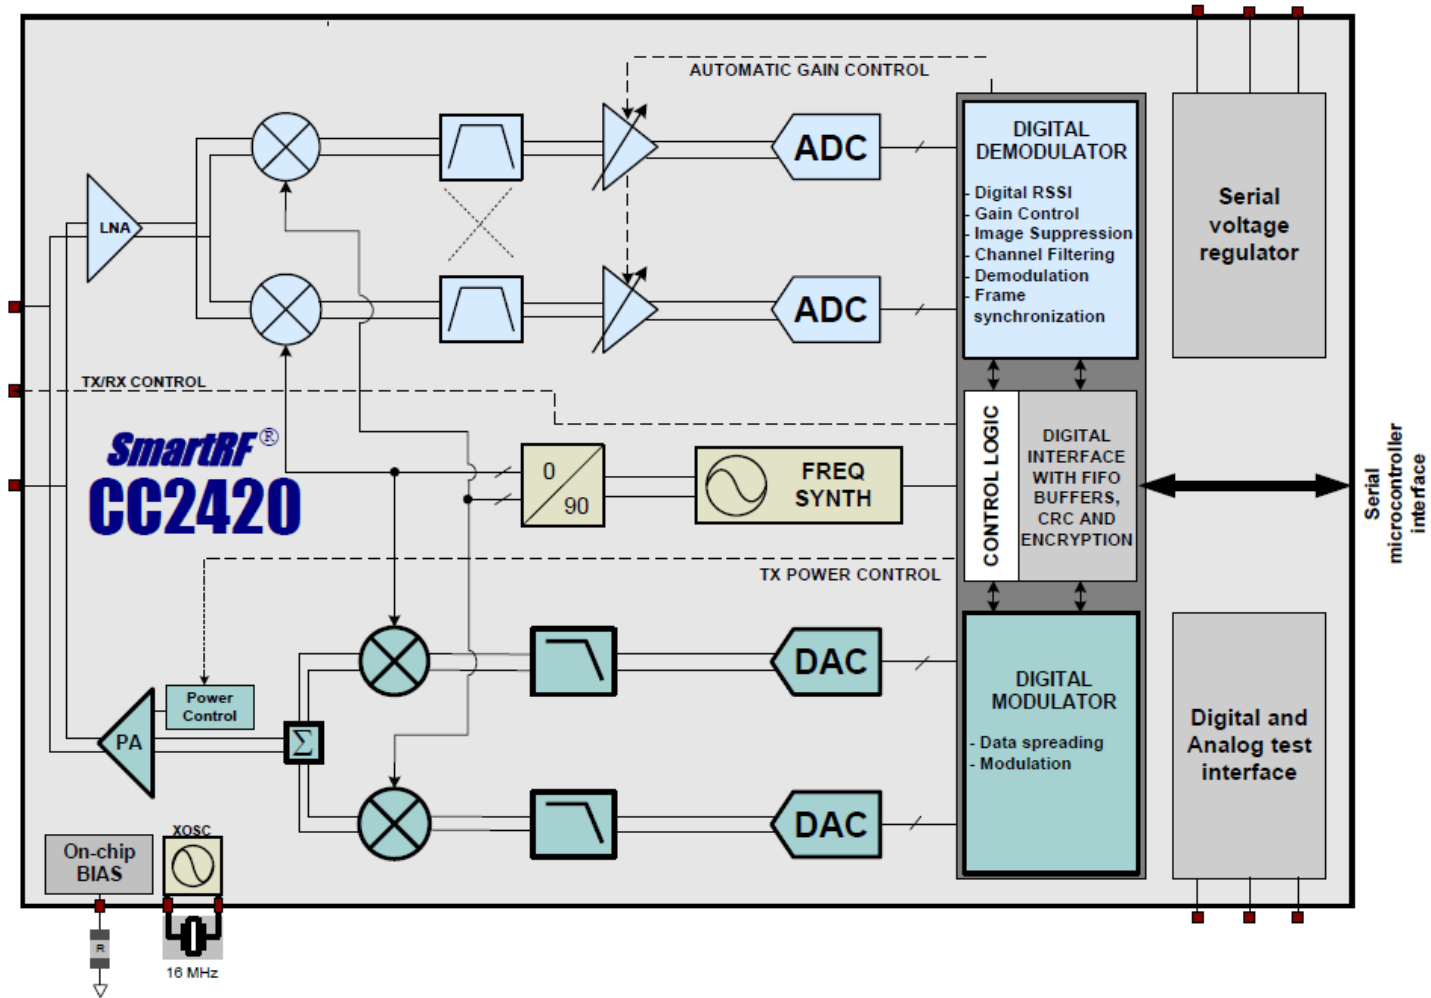 AUTOMATIC GAIN CONTROL
LNA
ADC
ADC
DIGITAL
DEMODULATOR
- Digital RSSI
- Gain Control
- Image Suppression
- Channel Filtering
- Demodulation
- Frame
synchronization
Serial
voltage
regulator
TX/RX CONTROL
SmartRF®
CC2420
0
90
FREQ
SYNTH
CONTROL LOGIC
DIGITAL
INTERFACE
WITH FIFO
BUFFERS,
CRC AND
ENCRYPTION
Serial
microcontroller
interface
TX POWER CONTROL
Power
Control
PA
Σ
DAC
DAC
DIGITAL
MODULATOR
- Data spreading
- Modulation
Digital and
Analog test
interface
On-chip
BIAS
XOSC
R
16 MHz